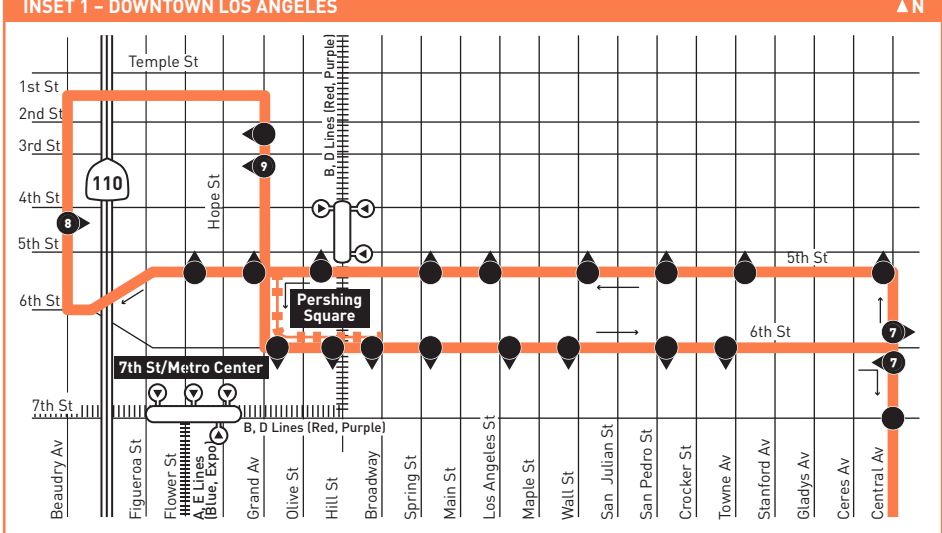 INSET 1 – DOWNTOWN LOS ANGELES
N
Temple St
1st St
2nd St
3rd St
4th St
5th St
6th St
7th St
110
Hope St
B, D Lines (Red, Purple)
9
8
5th St
Pershing
Square
6th St
7
7
7th St/Metro Center
B, D Lines (Red, Purple)
A, E Lines
(Blue, Expo)
Beaudry Av
Figueroa St
Flower St
Grand Av
Olive St
Hill St
Broadway
Spring St
Main St
Los Angeles St
Maple St
Wall St
San Julian St
San Pedro St
Crocker St
Towne Av
Stanford Av
Gladys Av
Ceres Av
Central Av